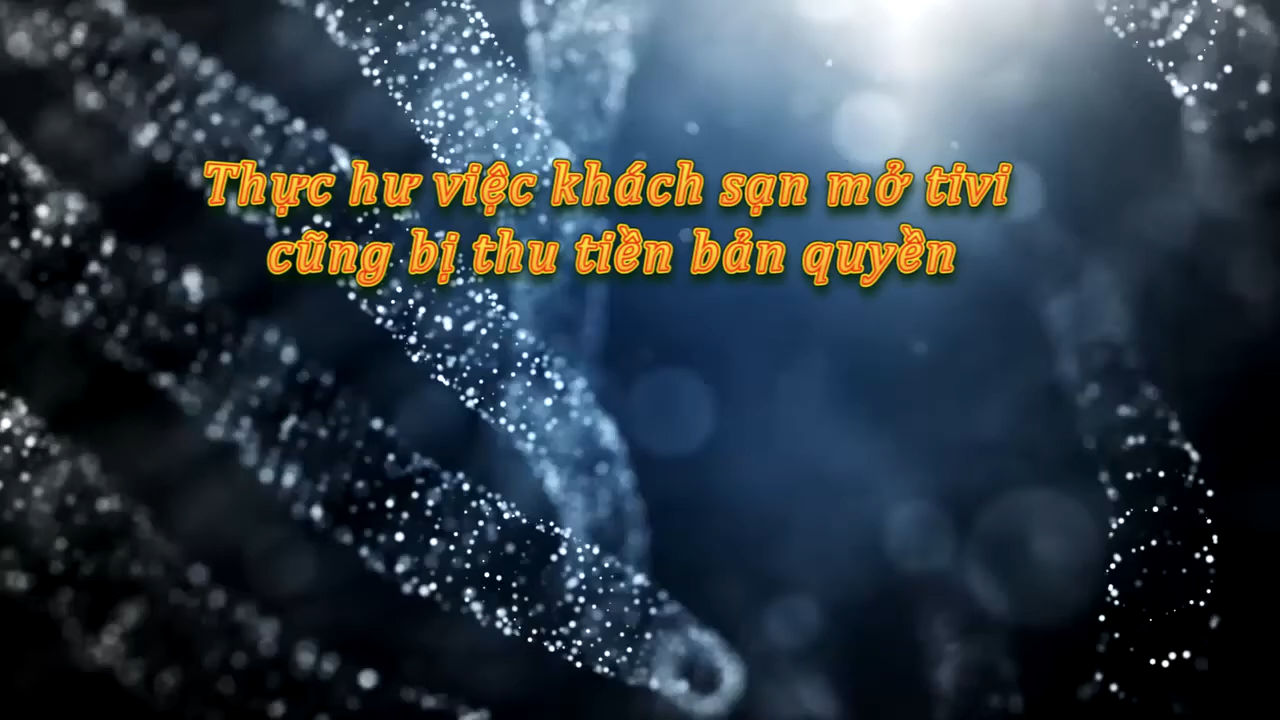 Thực hư việc khách sạn mở tivi
cũng bị thu tiền bản quyền